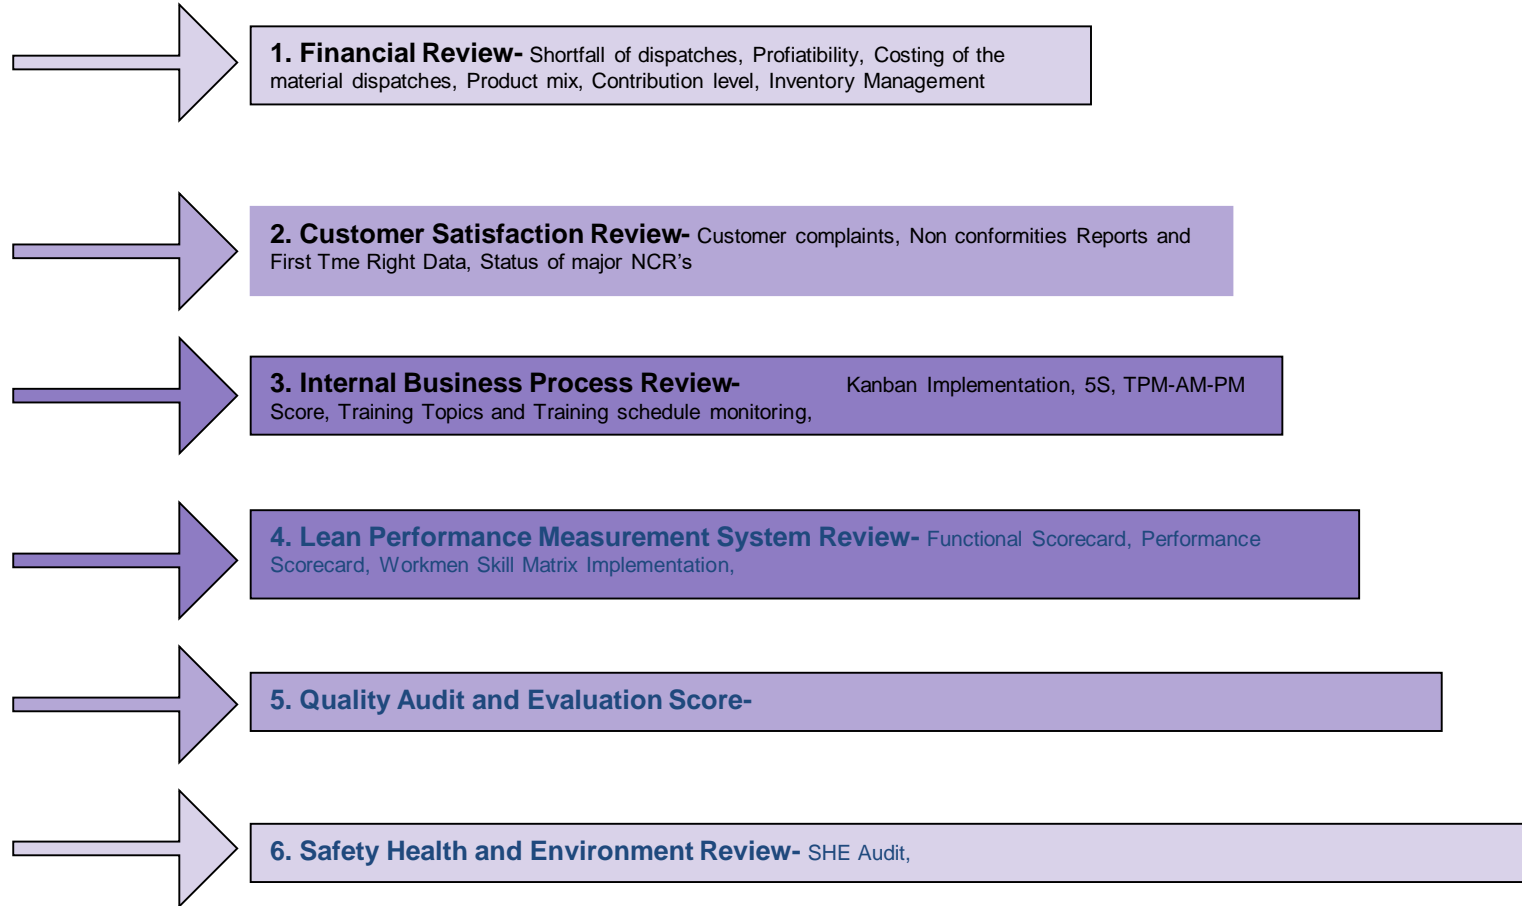 1. Financial Review- Shortfall of dispatches, Profiatibility, Costing of the
material dispatches, Product mix, Contribution level, Inventory Management
2. Customer Satisfaction Review- Customer complaints, Non conformities Reports and
First Tme Right Data, Status of major NCR's
3. Internal Business Process Review- Kanban Implementation, 5S, TPM-AM-PM
Score, Training Topics and Training schedule monitoring,
4. Lean Performance Measurement System Review- Functional Scorecard, Performance
Scorecard, Workmen Skill Matrix Implementation,
5. Quality Audit and Evaluation Score-
6. Safety Health and Environment Review- SHE Audit,